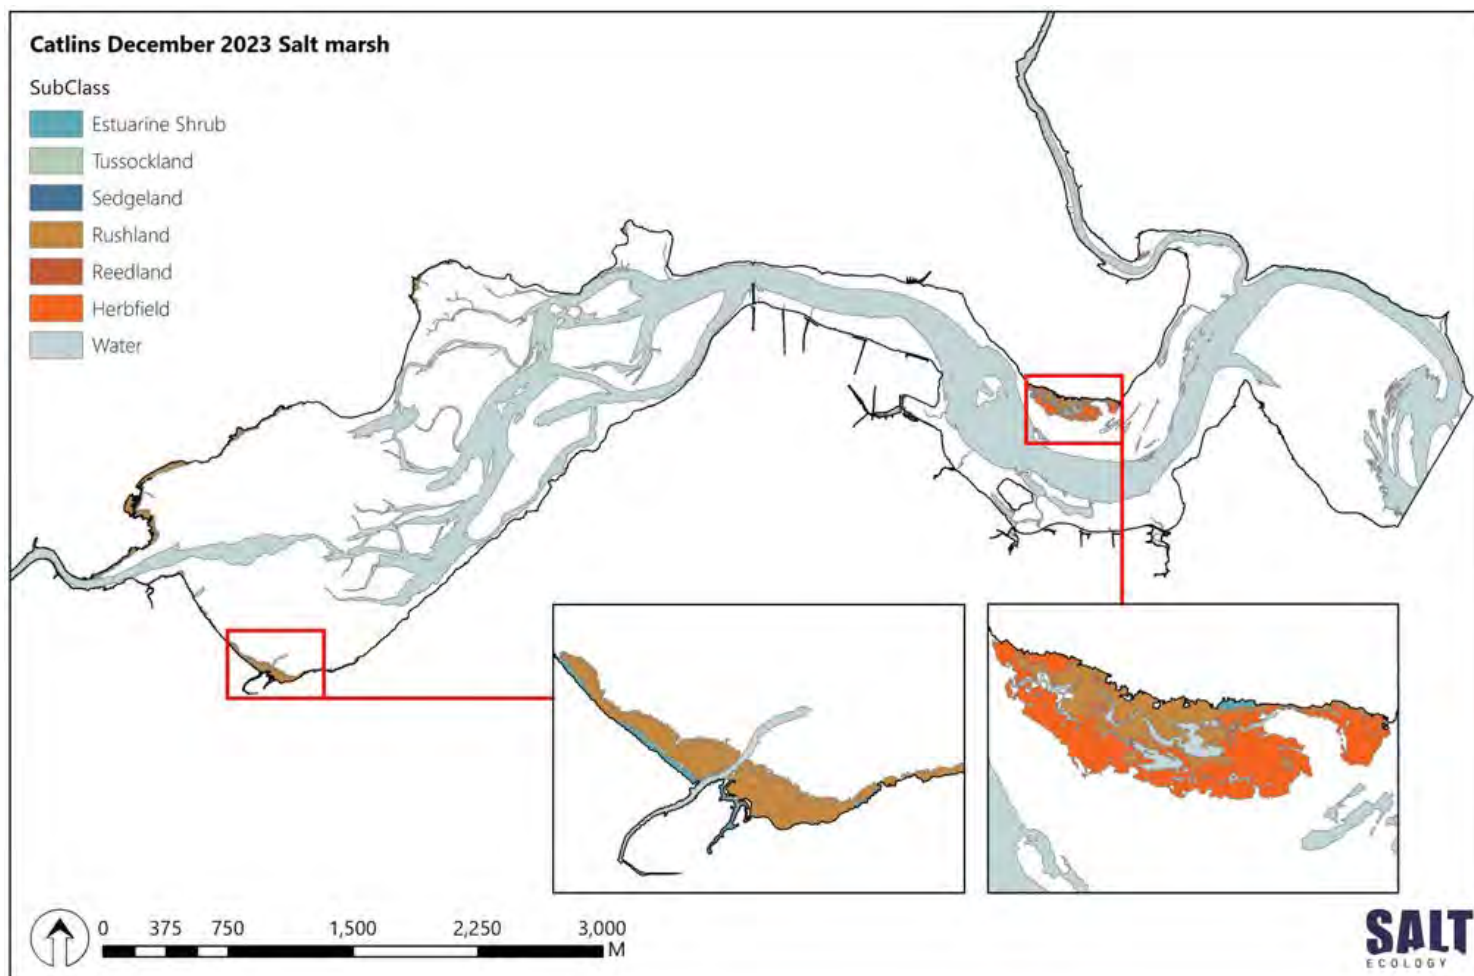 Catlins December 2023 Salt marsh
SubClass
Estuarine Shrub
Tussockland
Sedgeland
Rushland
Reedland
Herbfield
Water
0 375 750 1,500 2,250 3,000
M
SALT
ECOLOGY